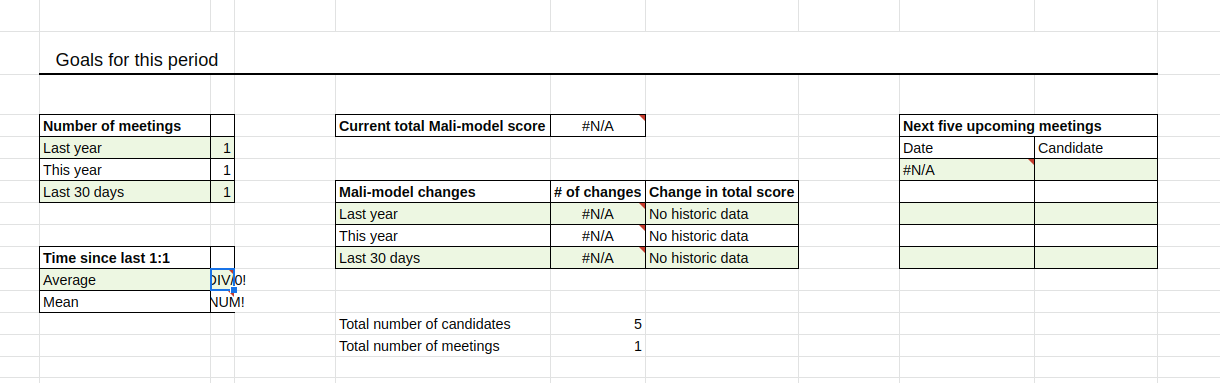 Goals for this period
Number of meetings
Last year 1
This year 1
Last 30 days 1
Time since last 1:1
Average DIV/0!
Mean NUM!
Current total Mali-model score #N/A
Mali-model changes # of changes Change in total score
Last year #N/A No historic data
This year #N/A No historic data
Last 30 days #N/A No historic data
Total number of candidates 5
Total number of meetings 1
Next five upcoming meetings
Date Candidate
#N/A